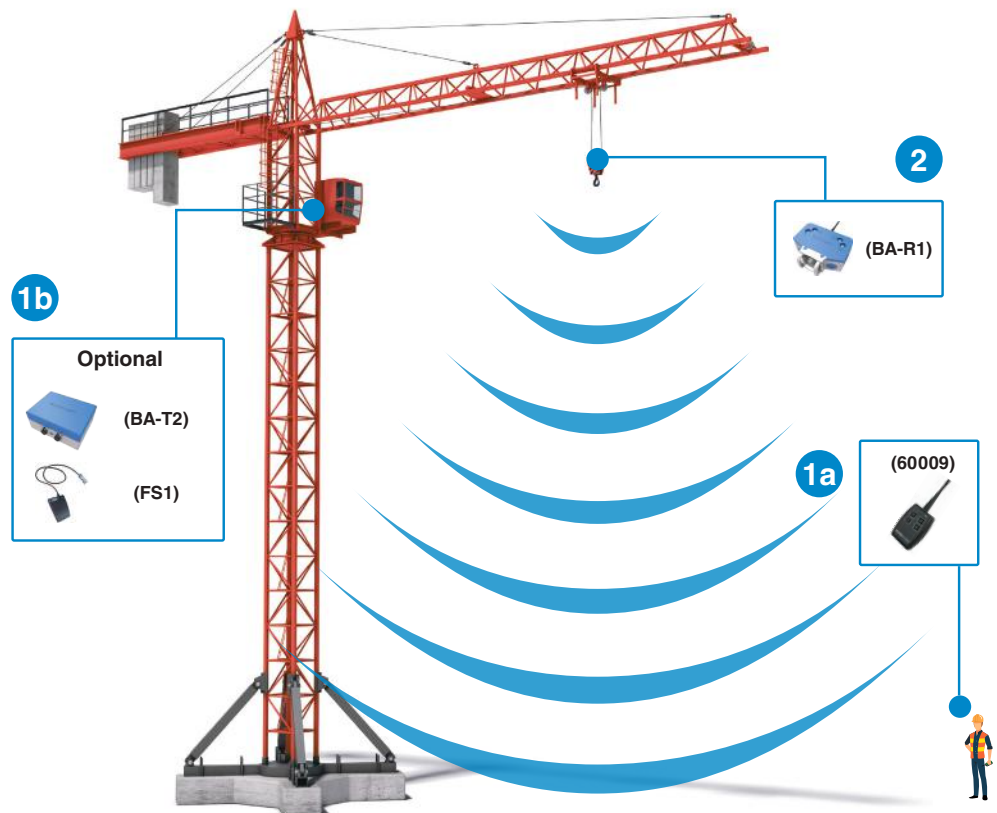 2
(BA-R1)
1b
Optional
(BA-T2)
(FS1)
1a
(60009)